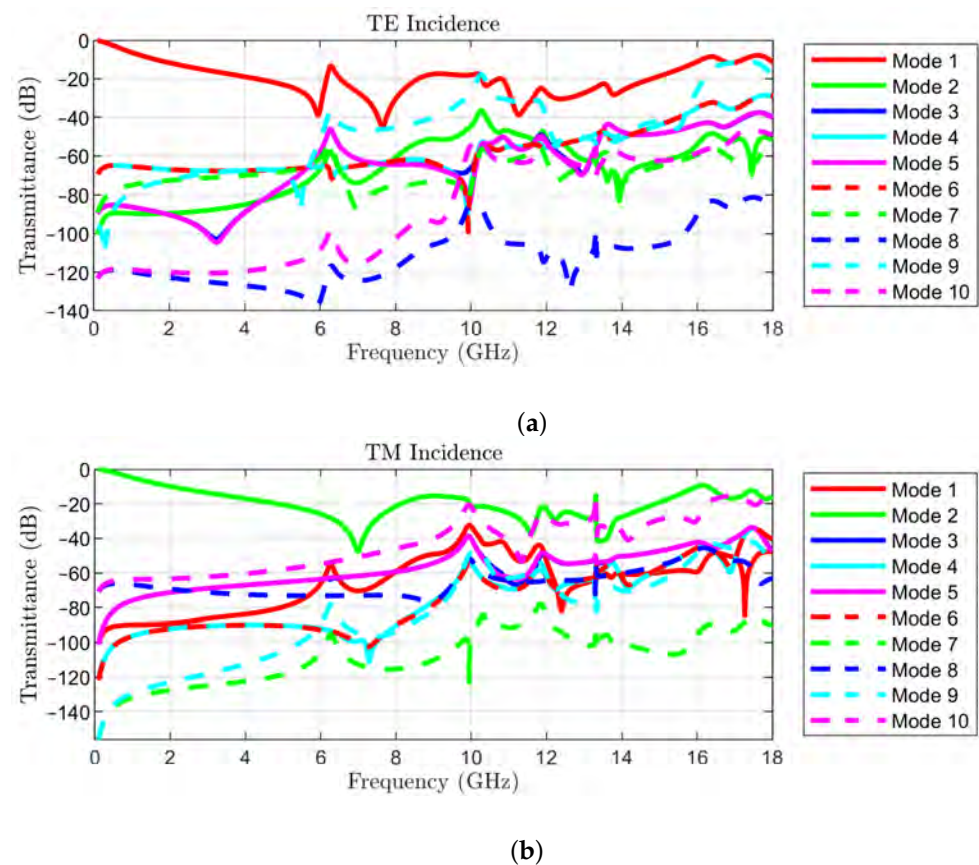 TE Incidence
0
−20
−40
−60
−80
−100
−120
−140
Transmittance (dB)
0 2 4 6 8 10 12 14 16 18
Frequency (GHz)
Mode 1
Mode 2
Mode 3
Mode 4
Mode 5
Mode 6
Mode 7
Mode 8
Mode 9
Mode 10
(a)
TM Incidence
0
−20
−40
−60
−80
−100
−120
−140
Transmittance (dB)
0 2 4 6 8 10 12 14 16 18
Frequency (GHz)
Mode 1
Mode 2
Mode 3
Mode 4
Mode 5
Mode 6
Mode 7
Mode 8
Mode 9
Mode 10
(b)